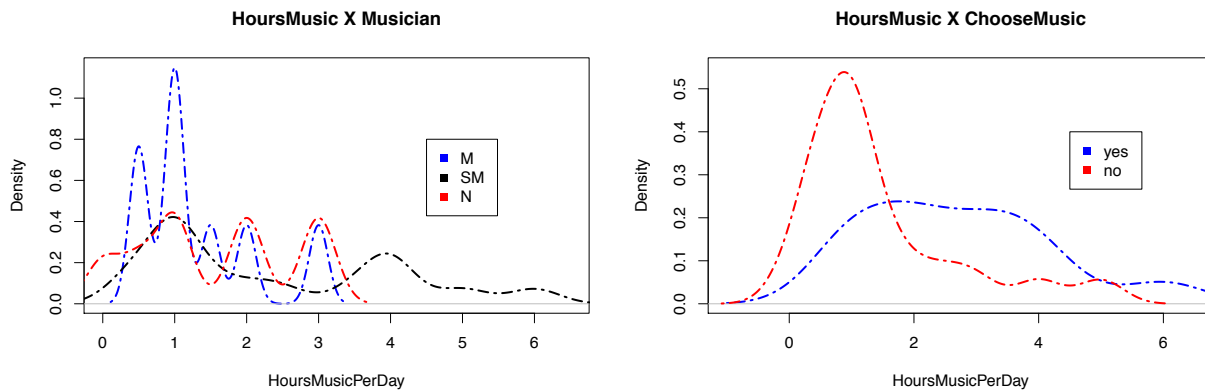 HoursMusic X Musician
Density
0.0 0.2 0.4 0.6 0.8 1.0
M
SM
N
0 1 2 3 4 5 6
HoursMusicPerDay
HoursMusic X ChooseMusic
Density
0.0 0.1 0.2 0.3 0.4 0.5
yes
no
0 2 4 6
HoursMusicPerDay